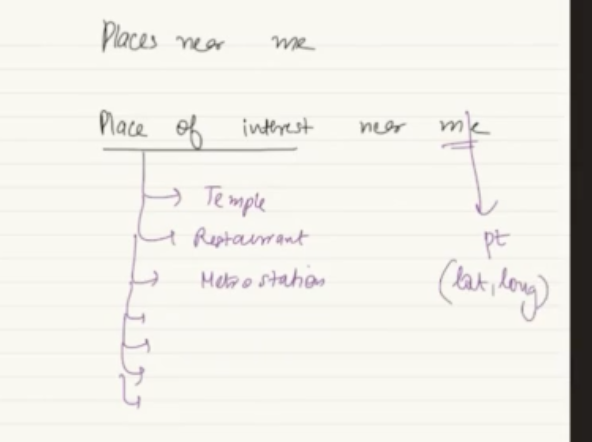 Places near me
Place of interest near me
Temple
Restaurant
Metro station
pt
(lat, long)